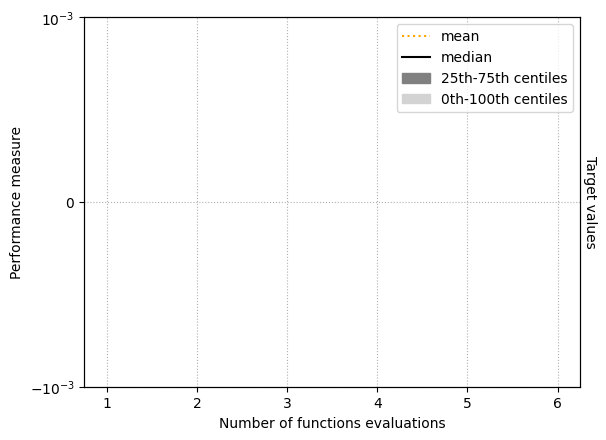 10⁻³
0
−10⁻³
Performance measure
mean
median
25th-75th centiles
0th-100th centiles
Target values
1 2 3 4 5 6
Number of functions evaluations